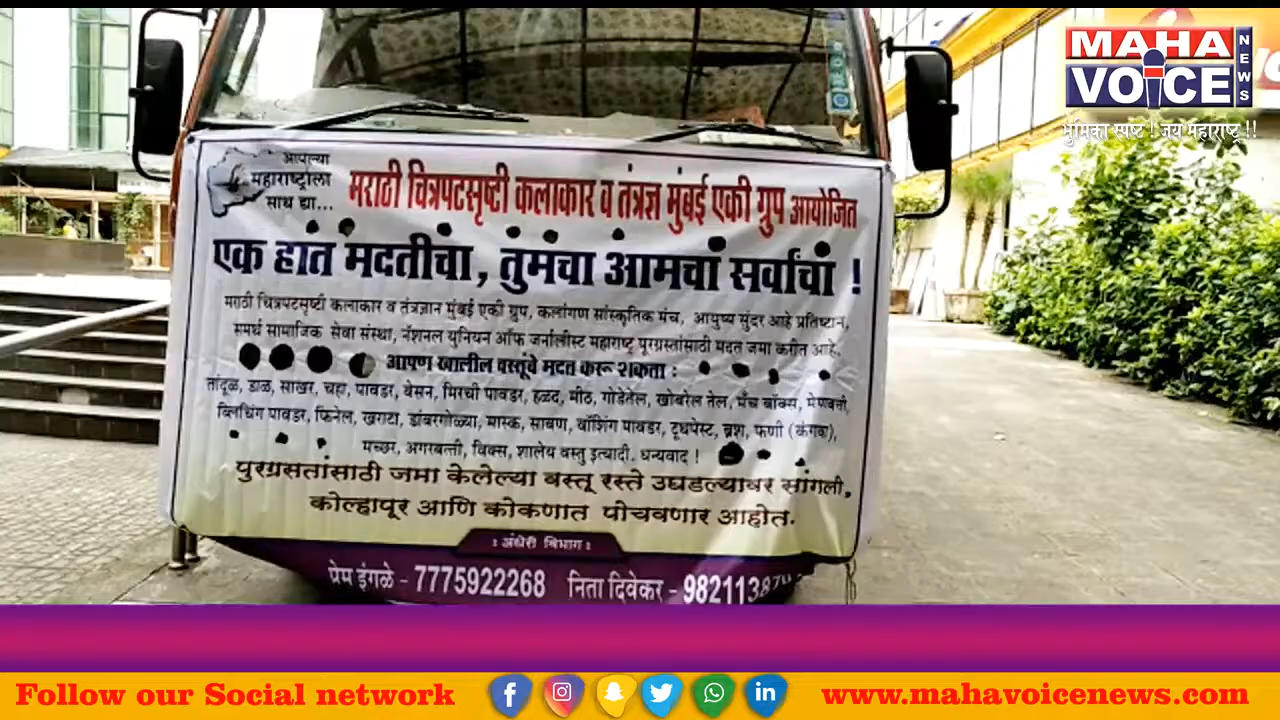 MAHA
VOICE
NEWS
भुमिका स्पष्ट ! जय महाराष्ट्र !!
आपल्या
महाराष्ट्राला
साथ द्या...
मराठी चित्रपटसृष्टी कलाकार व तंत्रज्ञ मुंबई एकी ग्रुप आयोजित
एक हात मदतीचा, तुमचा आमचा सर्वांचा !
मराठी चित्रपटसृष्टी कलाकार व तंत्रज्ञान मुंबई एकी ग्रुप, कलांगण सांस्कृतिक मंच, आयुष्य सुंदर आहे प्रतिष्टान,
समर्थ सामाजिक सेवा संस्था, नॅशनल युनियन ऑफ जर्नालीस्ट महाराष्ट्र पूरग्रस्तांसाठी मदत जमा करीत आहे.
आपण खालील वस्तूंचे मदत करू शकता :
तांदूळ, डाळ, साखर, चहा, पावडर, बेसन, मिरची पावडर, हळद, मीठ, गोडेतेल, खोबरेल तेल, मॅच बॉक्स, मेणबत्ती,
ब्लिचिंग पावडर, फिनेल, खराटा, डांबरगोळ्या, मास्क, साबण, वॉशिंग पावडर, टूथपेस्ट, ब्रश, फणी (कंगवा),
मच्छर, अगरबत्ती, विक्स, शालेय वस्तु इत्यादी. धन्यवाद !
पुरग्रसतांसाठी जमा केलेल्या वस्तू रस्ते उघडल्यावर सांगली,
कोल्हापूर आणि कोकणात पोचवणार आहोत.
: अंधेरी विभाग :
प्रेम इंगळे - 7775922268 निता दिवेकर -
Follow our Social network
www.mahavoicenews.com